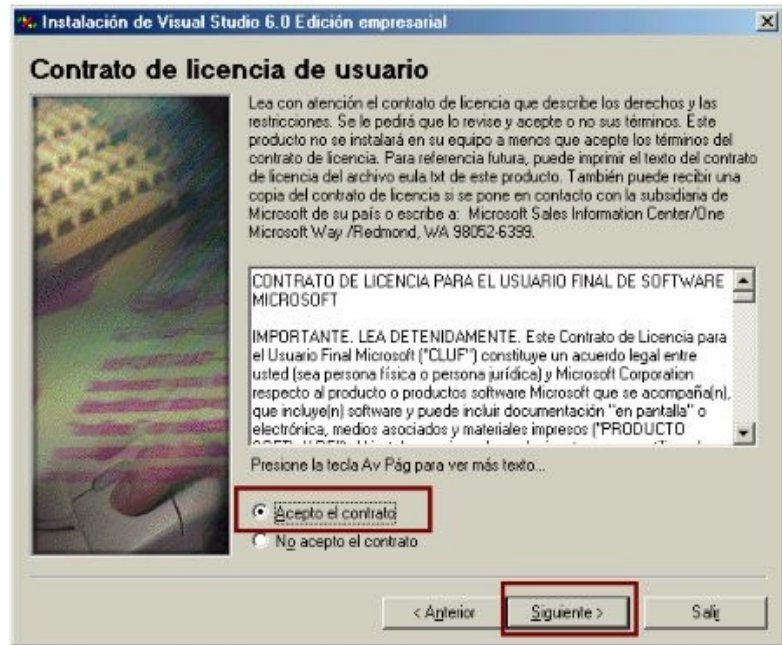 Instalación de Visual Studio 6.0 Edición empresarial
Contrato de licencia de usuario
Lea con atención el contrato de licencia que describe los derechos y las
restricciones. Se le pedirá que lo revise y acepte o no sus términos. Este
producto no se instalará en su equipo a menos que acepte los términos del
contrato de licencia. Para referencia futura, puede imprimir el texto del contrato
de licencia del archivo eula.txt de este producto. También puede recibir una
copia del contrato de licencia si se pone en contacto con la subsidiaria de
Microsoft de su país o escribe a: Microsoft Sales Information Center/One
Microsoft Way /Redmond, WA 98052-6399.
CONTRATO DE LICENCIA PARA EL USUARIO FINAL DE SOFTWARE
MICROSOFT
IMPORTANTE. LEA DETENIDAMENTE. Este Contrato de Licencia para
el Usuario Final Microsoft ("CLUF") constituye un acuerdo legal entre
usted (sea persona física o persona jurídica) y Microsoft Corporation
respecto al producto o productos software Microsoft que se acompaña(n),
que incluye(n) software y puede incluir documentación "en pantalla" o
electrónica, medios asociados y materiales impresos ("PRODUCTO
Presione la tecla Av Pág para ver más texto...
Acepto el contrato
No acepto el contrato
< Anterior
Siguiente >
Salir